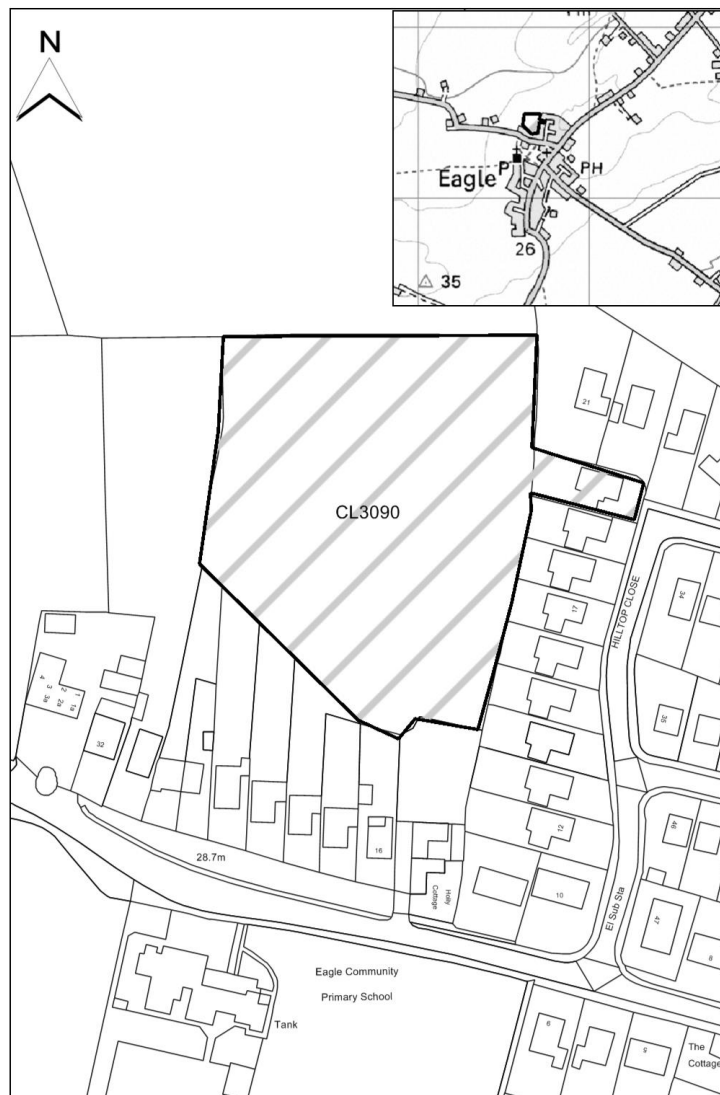 N
Eagle
P
PH
26
35
21
CL3090
HILLTOP CLOSE
34
17
35
4
3
2
1
3a
2a
1a
32
16
28.7m
12
46
10
Holly
Cottage
El Sub Sta
47
8
Eagle Community
Primary School
Tank
9
5
The
Cottage